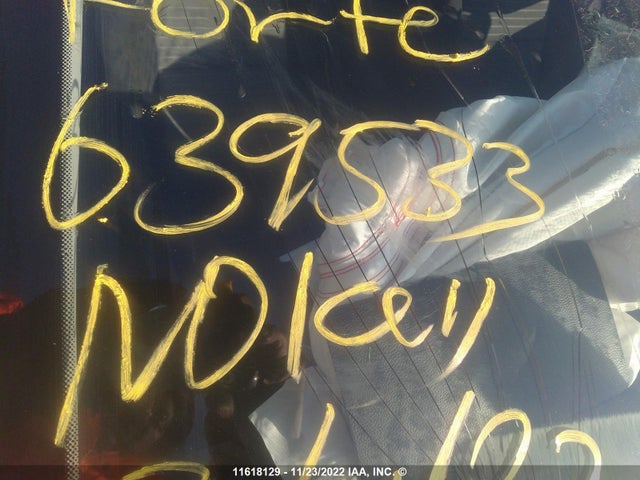 Forte
639533
NO Key
11618129 - 11/23/2022 IAA, INC. ©